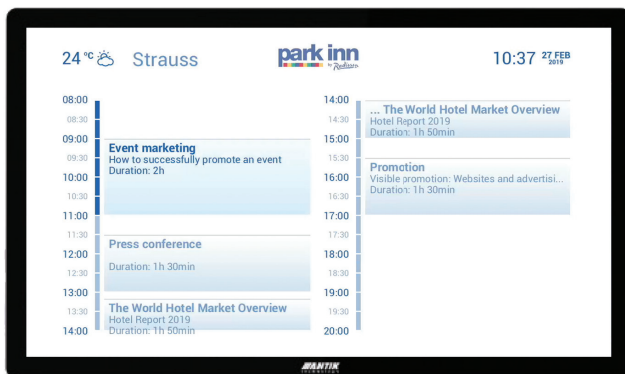 24 °C
Strauss
park inn
by Radisson
10:37
27 FEB
2019
08:00
08:30
09:00
09:30
10:00
10:30
11:00
11:30
12:00
12:30
13:00
13:30
14:00
Event marketing
How to successfully promote an event
Duration: 2h
Press conference
Duration: 1h 30min
The World Hotel Market Overview
Hotel Report 2019
Duration: 1h 50min
14:00
14:30
15:00
15:30
16:00
16:30
17:00
17:30
18:00
18:30
19:00
19:30
20:00
... The World Hotel Market Overview
Hotel Report 2019
Duration: 1h 50min
Promotion
Visible promotion: Websites and advertisi...
Duration: 1h 30min
ANTIK
TECHNOLOGY